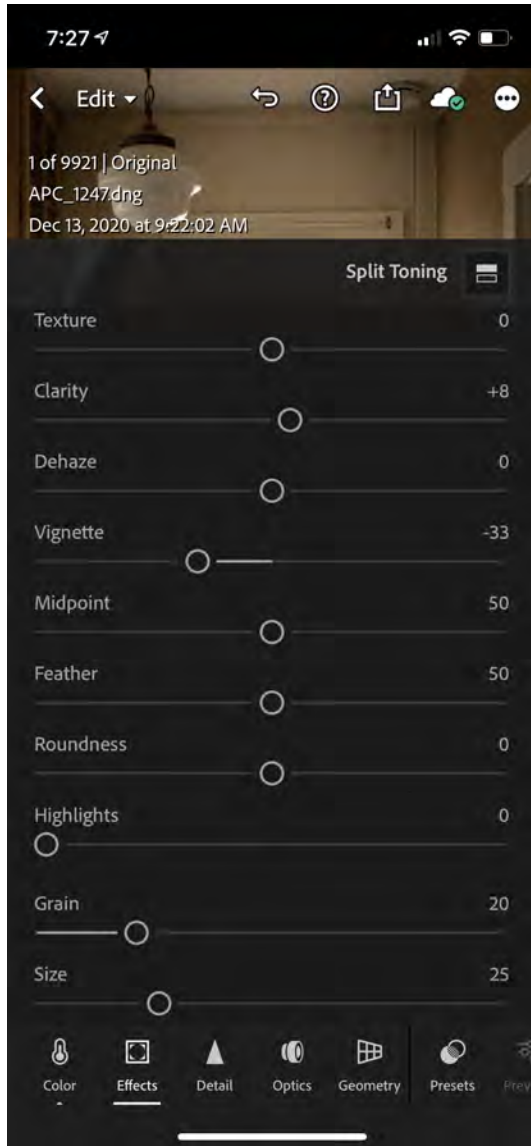 7:27
Edit
1 of 9921 | Original
APC_1247.dng
Dec 13, 2020 at 9:22:02 AM
Split Toning
Texture 0
Clarity +8
Dehaze 0
Vignette -33
Midpoint 50
Feather 50
Roundness 0
Highlights 0
Grain 20
Size 25
Color Effects Detail Optics Geometry Presets Prev